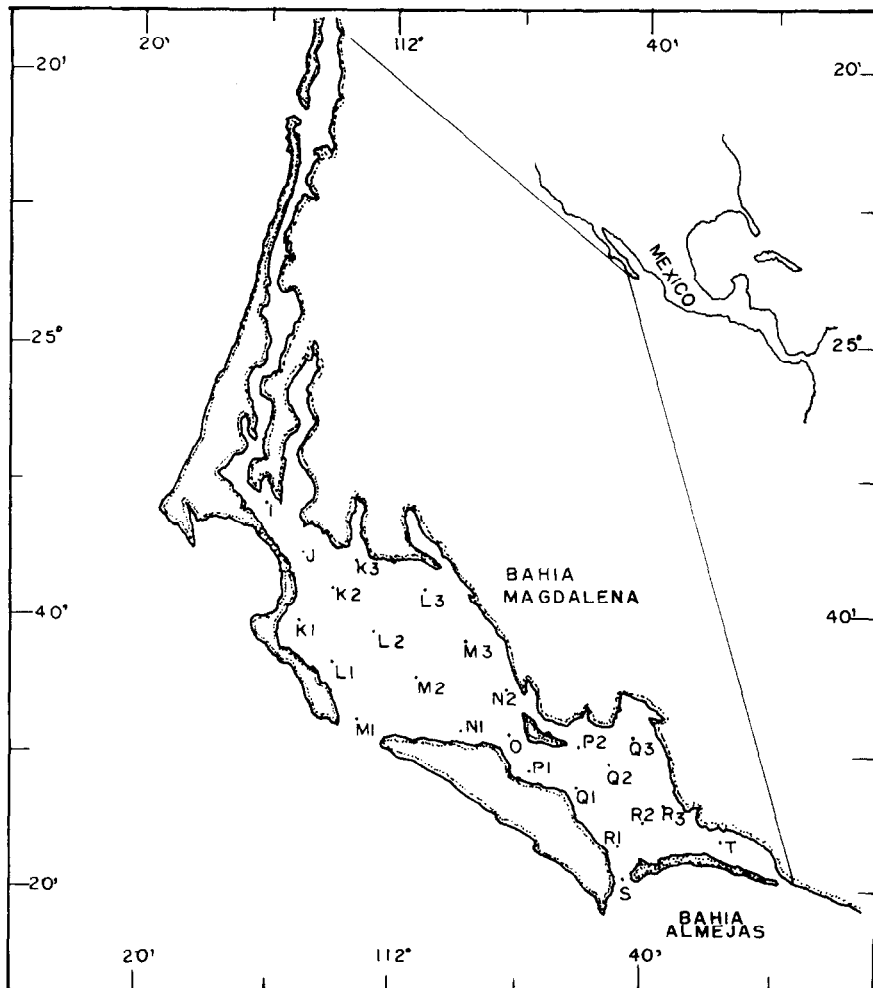 20' 112° 40'
20' 20'
MEXICO
25° 25°
I
J
K3
BAHIA
MAGDALENA
K2
L3
40' 40'
K1
L2
M3
L1
M2
N2
M1
N1
O
P2
Q3
P1
Q2
Q1
R2 R3
R1
T
S
20' 20'
BAHIA
ALMEJAS
20' 112° 40'